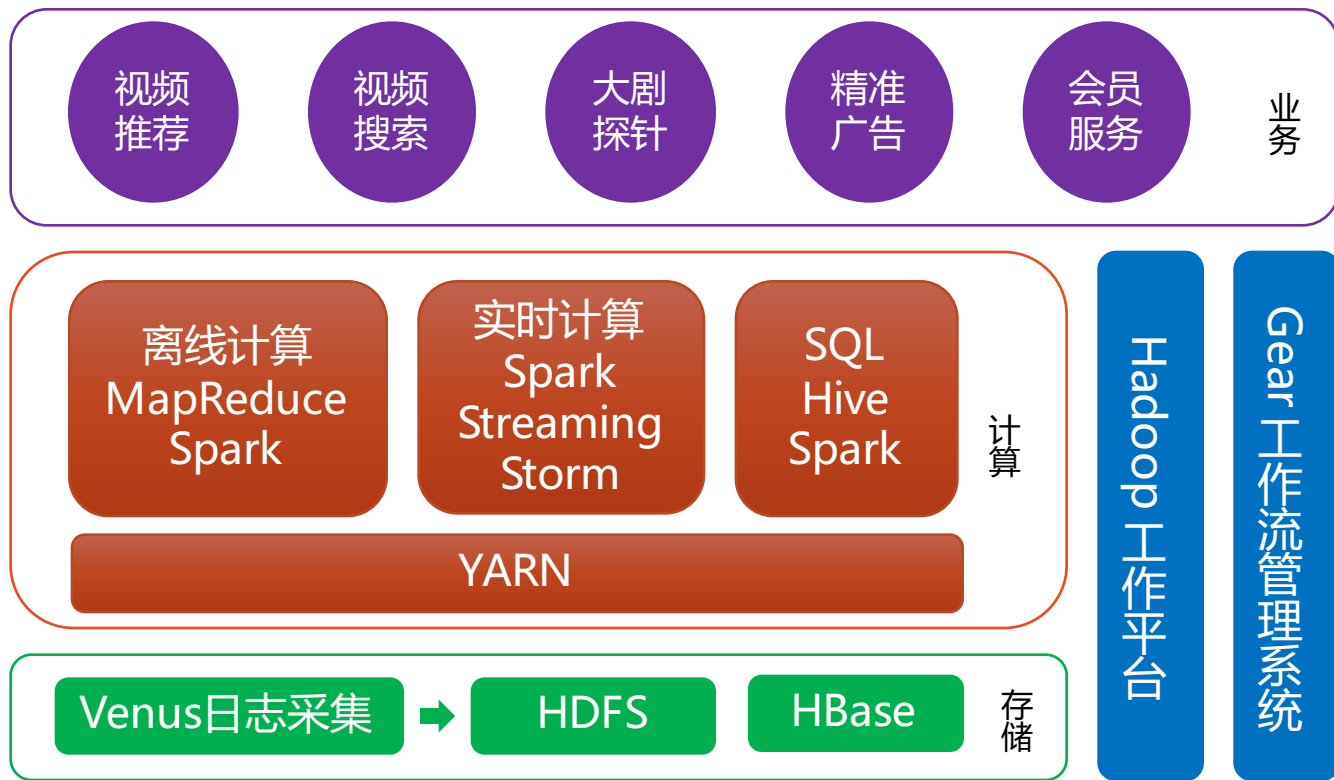 视频
推荐
视频
搜索
大剧
探针
精准
广告
会员
服务
业务
离线计算
MapReduce
Spark
实时计算
Spark
Streaming
Storm
SQL
Hive
Spark
计算
YARN
Venus日志采集
HDFS
HBase
存储
Hadoop 工作平台
Gear 工作流管理系统